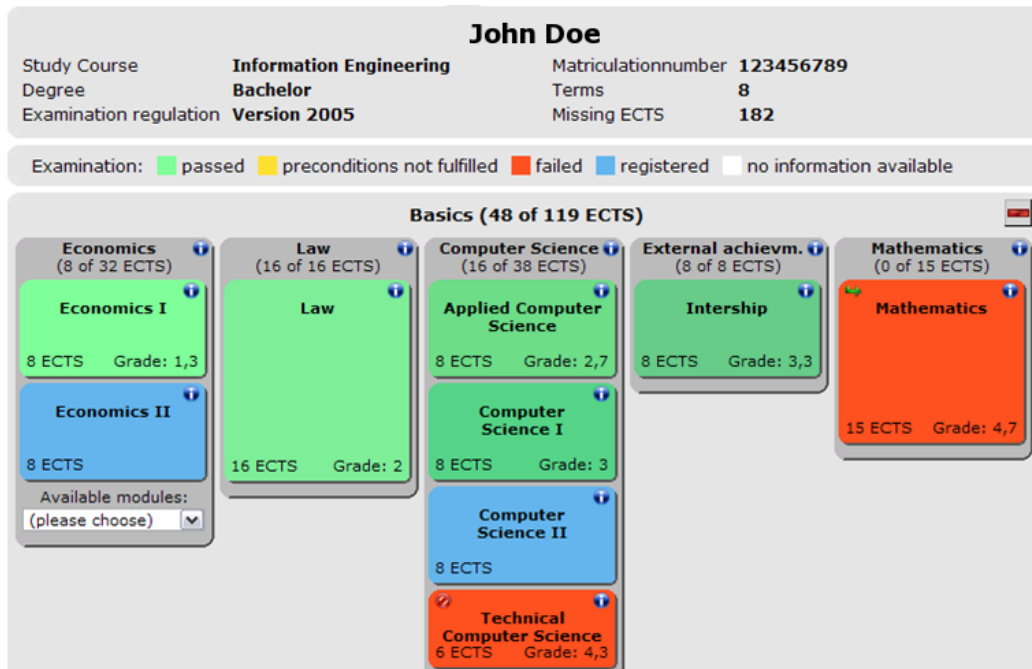 John Doe
Study Course Information Engineering Matriculationnumber 123456789
Degree Bachelor Terms 8
Examination regulation Version 2005 Missing ECTS 182
Examination: passed preconditions not fulfilled failed registered no information available
Basics (48 of 119 ECTS)
Economics
(8 of 32 ECTS)
Economics I
8 ECTS Grade: 1,3
Economics II
8 ECTS
Available modules:
(please choose)
Law
(16 of 16 ECTS)
Law
16 ECTS Grade: 2
Computer Science
(16 of 38 ECTS)
Applied Computer
Science
8 ECTS Grade: 2,7
Computer
Science I
8 ECTS Grade: 3
Computer
Science II
8 ECTS
Technical
Computer Science
6 ECTS Grade: 4,3
External achievm.
(8 of 8 ECTS)
Intership
8 ECTS Grade: 3,3
Mathematics
(0 of 15 ECTS)
Mathematics
15 ECTS Grade: 4,7